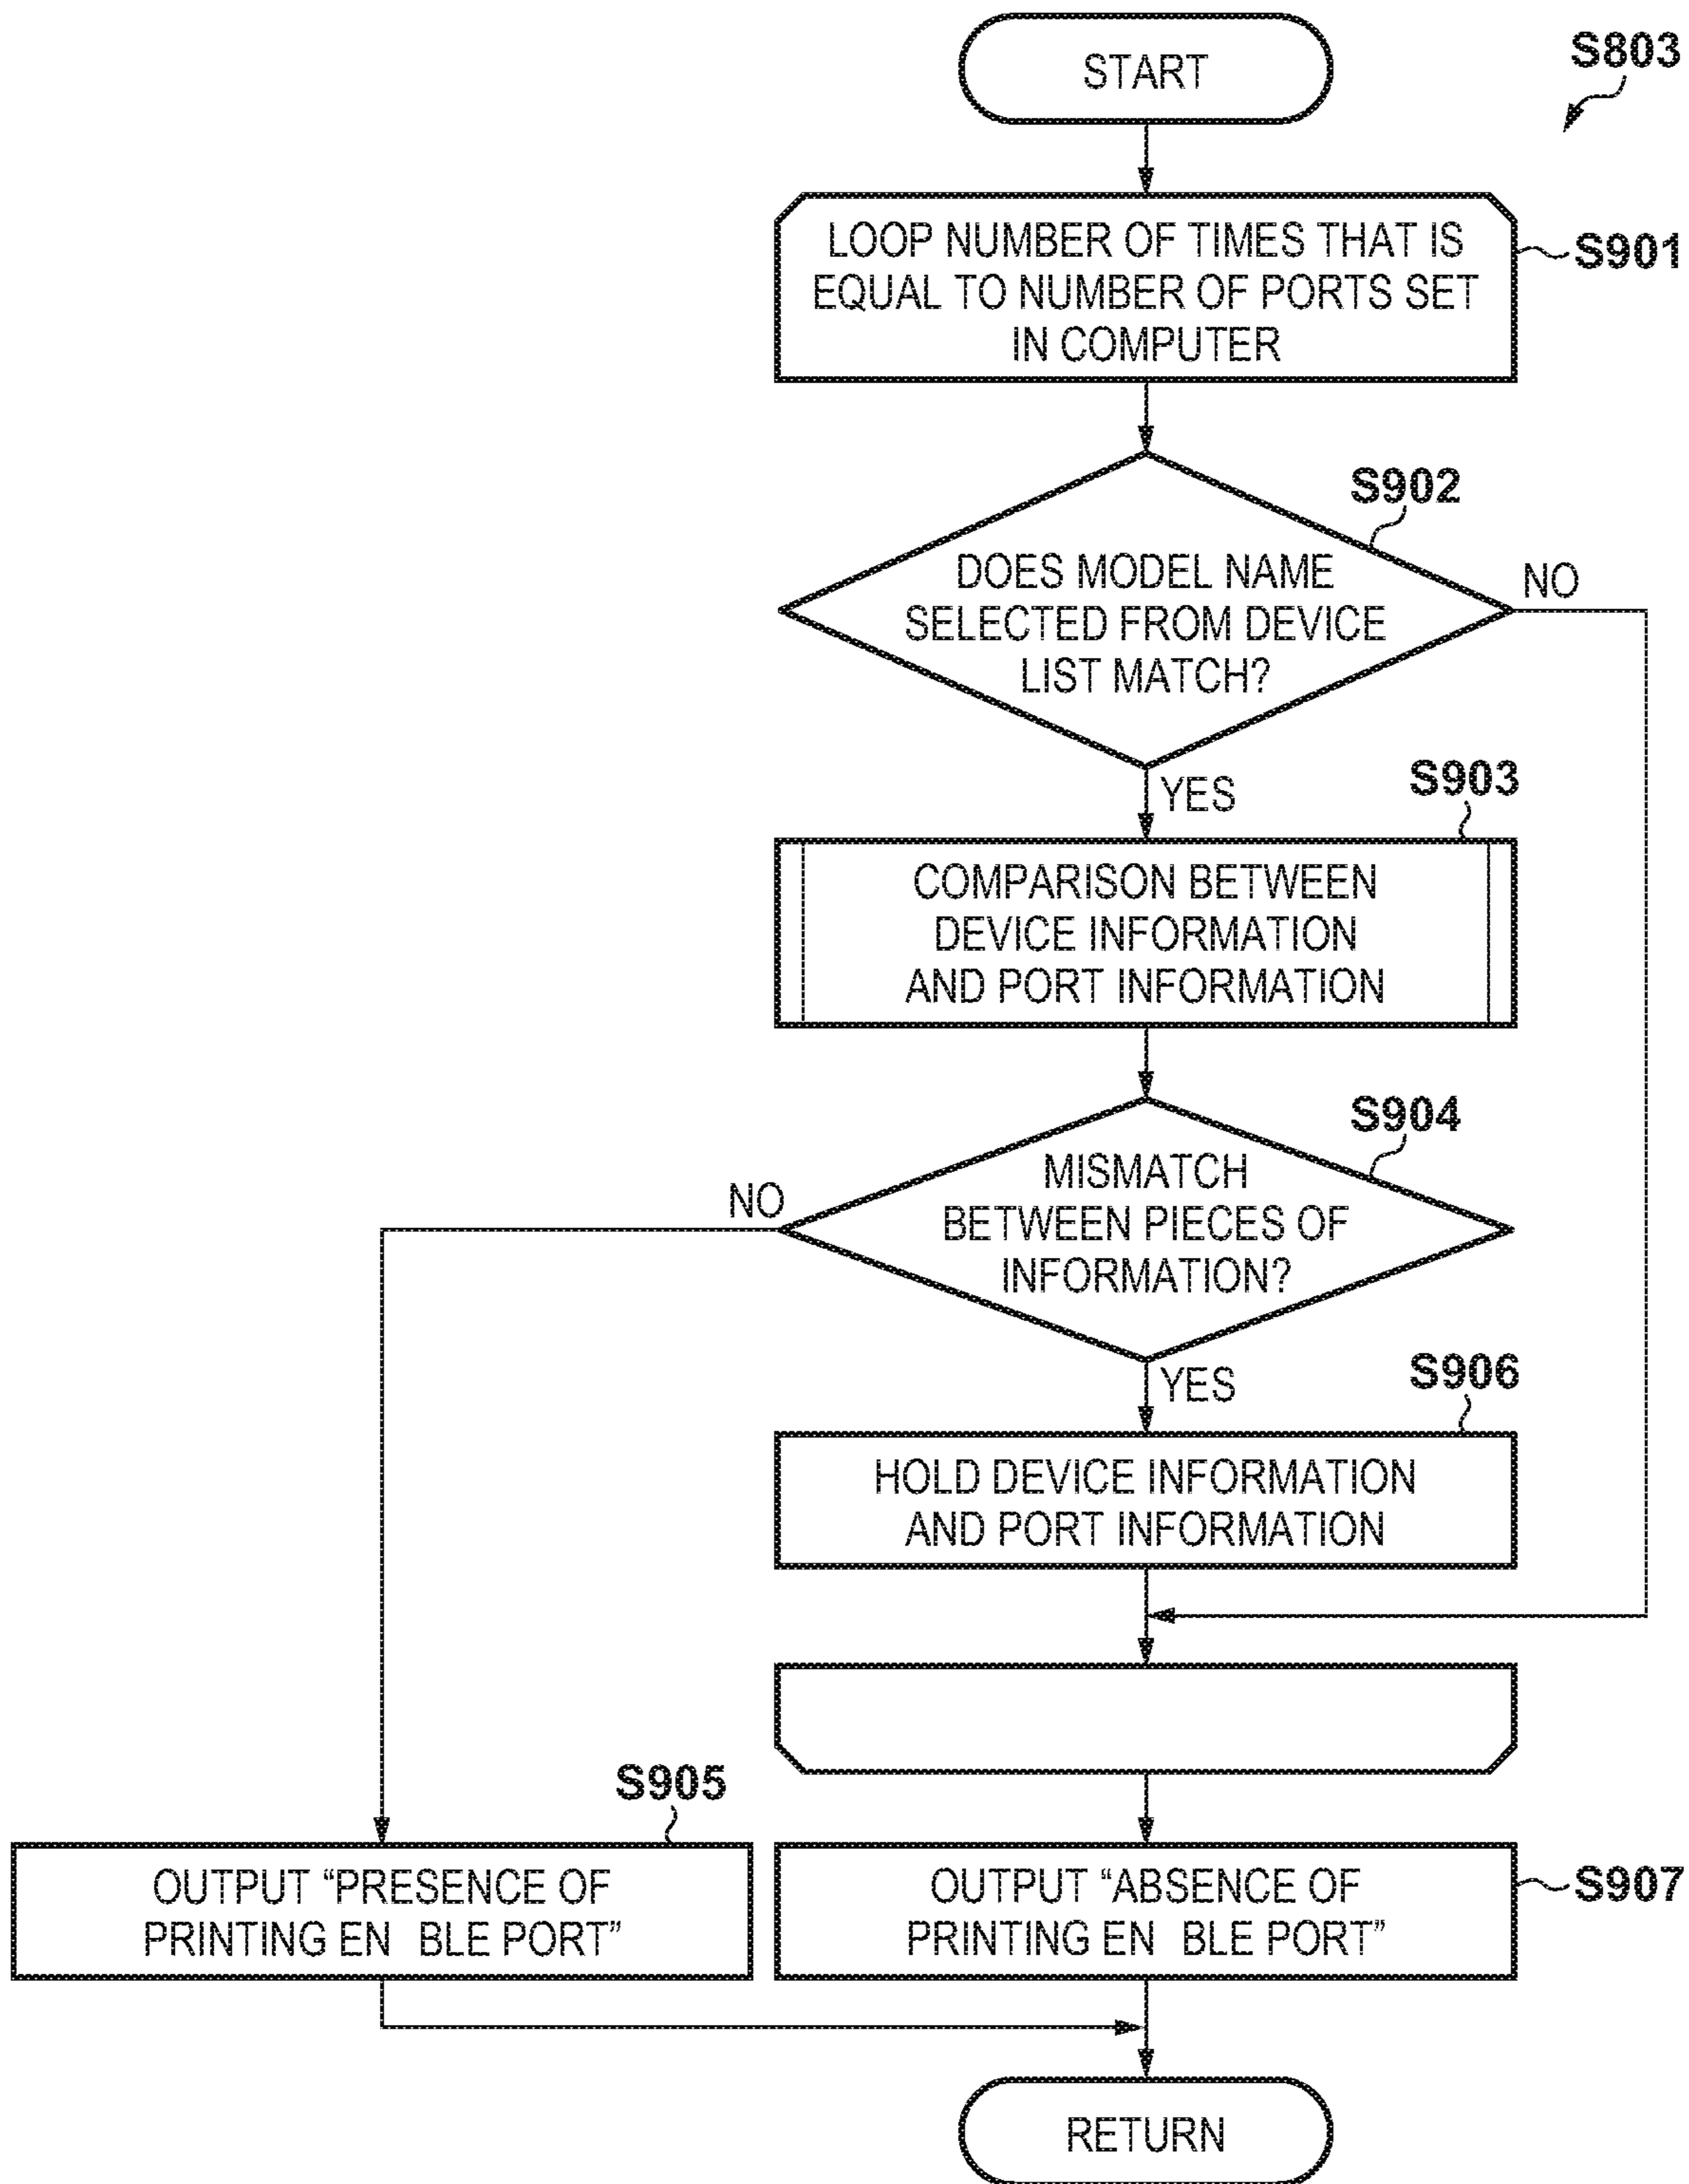 START
S803
LOOP NUMBER OF TIMES THAT IS
EQUAL TO NUMBER OF PORTS SET
IN COMPUTER
S901
S902
DOES MODEL NAME
SELECTED FROM DEVICE
LIST MATCH?
NO
YES
S903
COMPARISON BETWEEN
DEVICE INFORMATION
AND PORT INFORMATION
S904
MISMATCH
BETWEEN PIECES OF
INFORMATION?
NO
YES
S906
HOLD DEVICE INFORMATION
AND PORT INFORMATION
S905
OUTPUT “PRESENCE OF
PRINTING EN BLE PORT”
OUTPUT “ABSENCE OF
PRINTING EN BLE PORT”
S907
RETURN